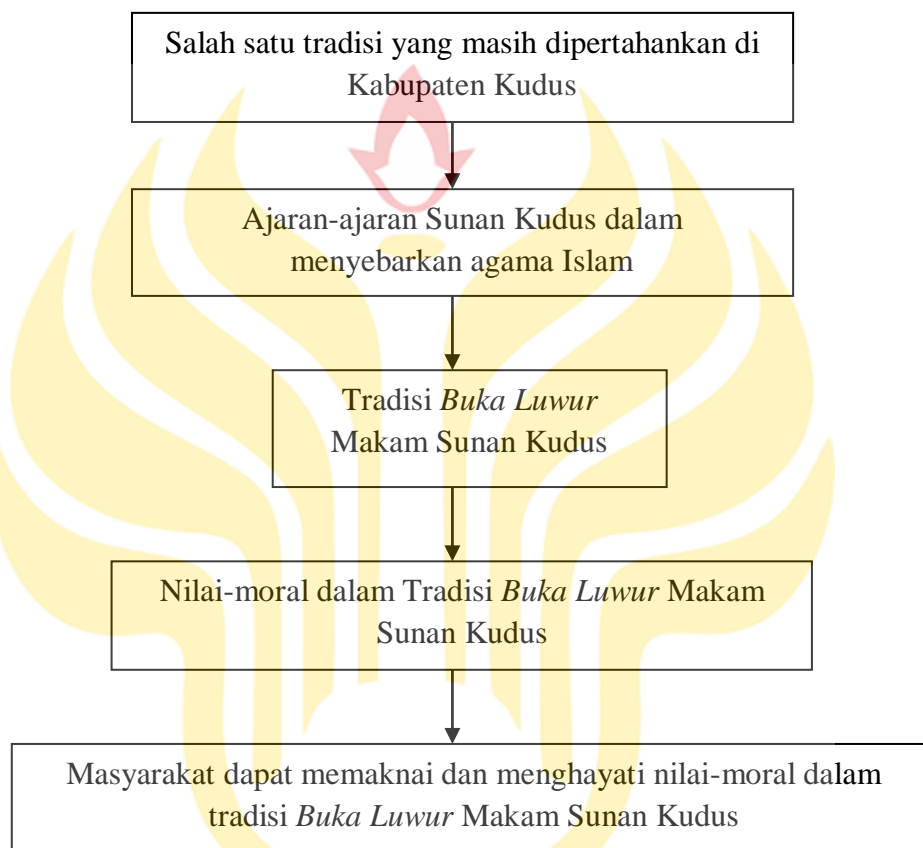 Salah satu tradisi yang masih dipertahankan di
Kabupaten Kudus
Ajaran-ajaran Sunan Kudus dalam
menyebarkan agama Islam
Tradisi Buka Luwur
Makam Sunan Kudus
Nilai-moral dalam Tradisi Buka Luwur Makam
Sunan Kudus
Masyarakat dapat memaknai dan menghayati nilai-moral dalam
tradisi Buka Luwur Makam Sunan Kudus